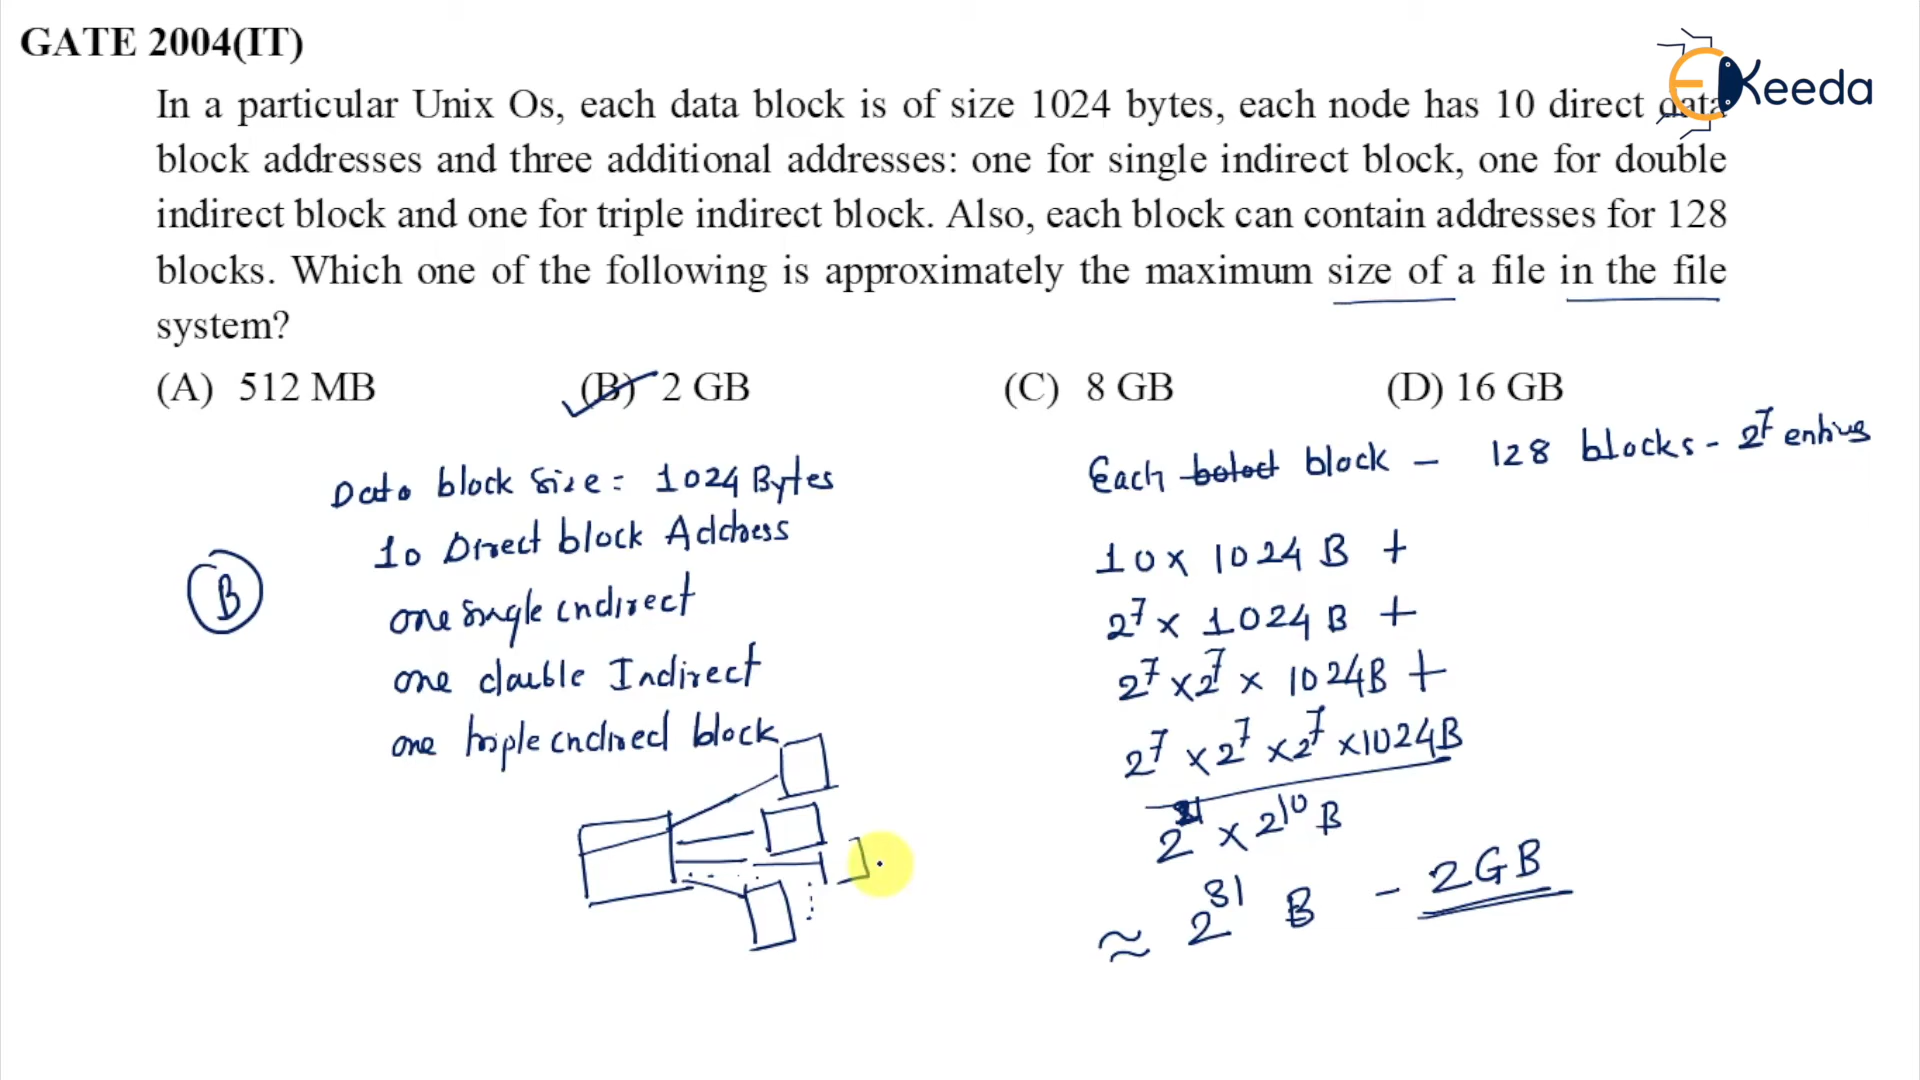 GATE 2004(IT)
Keeda
In a particular Unix Os, each data block is of size 1024 bytes, each node has 10 direct data
block addresses and three additional addresses: one for single indirect block, one for double
indirect block and one for triple indirect block. Also, each block can contain addresses for 128
blocks. Which one of the following is approximately the maximum size of a file in the file
system?
(A) 512 MB (B) 2 GB (C) 8 GB (D) 16 GB
Data block Size = 1024 Bytes
10 Direct block Address
one single indirect
one double Indirect
one triple indirect block
B
Each block - 128 blocks - 2^7 entries
10 x 1024 B +
2^7 x 1024 B +
2^7 x 2^7 x 1024B +
2^7 x 2^7 x 2^7 x 1024B
2^21 x 2^10 B
≈ 2^31 B - 2GB